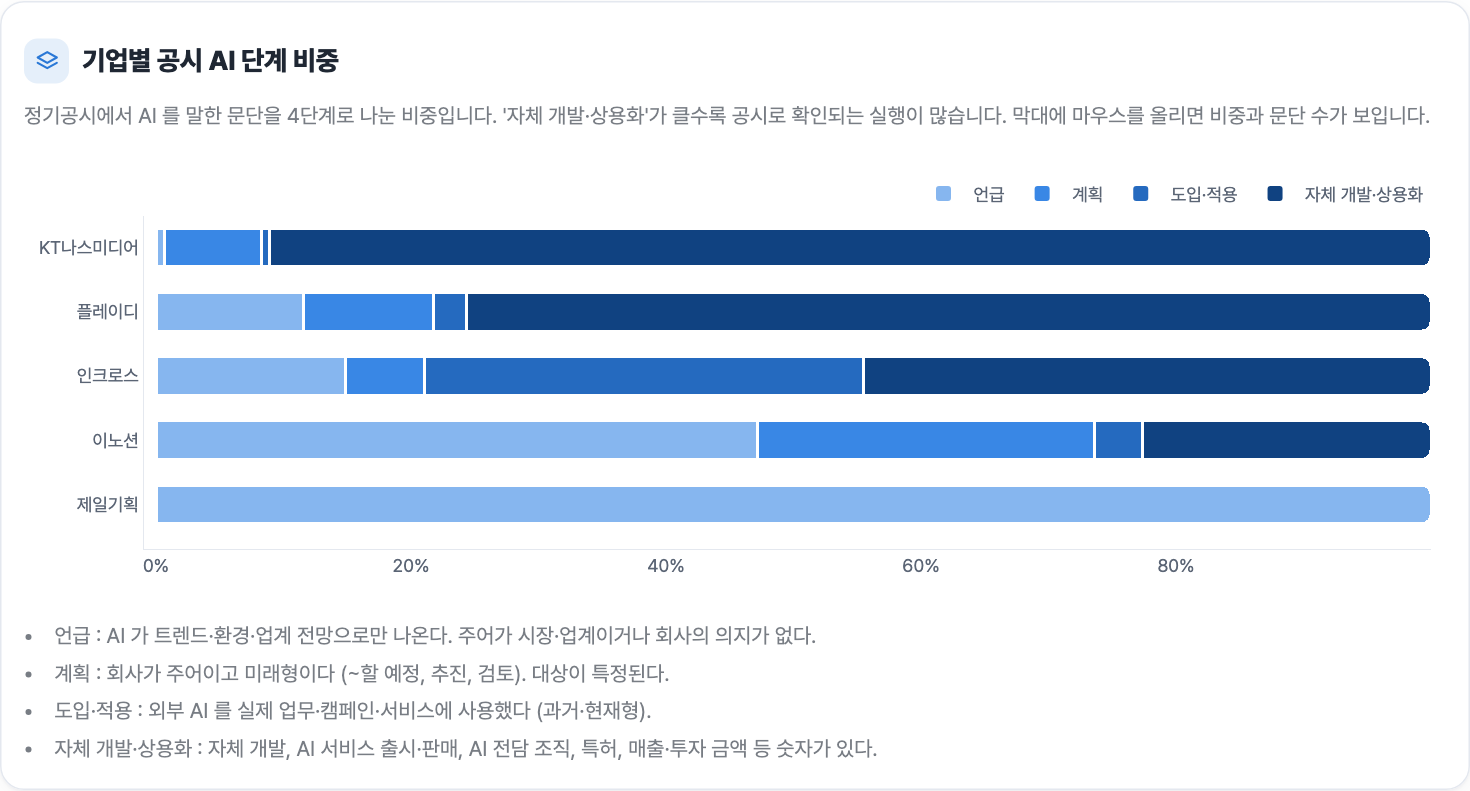 기업별 공시 AI 단계 비중
정기공시에서 AI 를 말한 문단을 4단계로 나눈 비중입니다. '자체 개발·상용화'가 클수록 공시로 확인되는 실행이 많습니다. 막대에 마우스를 올리면 비중과 문단 수가 보입니다.
언급 계획 도입·적용 자체 개발·상용화
KT나스미디어
플레이디
인크로스
이노션
제일기획
0% 20% 40% 60% 80%
• 언급 : AI 가 트렌드·환경·업계 전망으로만 나온다. 주어가 시장·업계이거나 회사의 의지가 없다.
• 계획 : 회사가 주어이고 미래형이다 (~할 예정, 추진, 검토). 대상이 특정된다.
• 도입·적용 : 외부 AI 를 실제 업무·캠페인·서비스에 사용했다 (과거·현재형).
• 자체 개발·상용화 : 자체 개발, AI 서비스 출시·판매, AI 전담 조직, 특허, 매출·투자 금액 등 숫자가 있다.